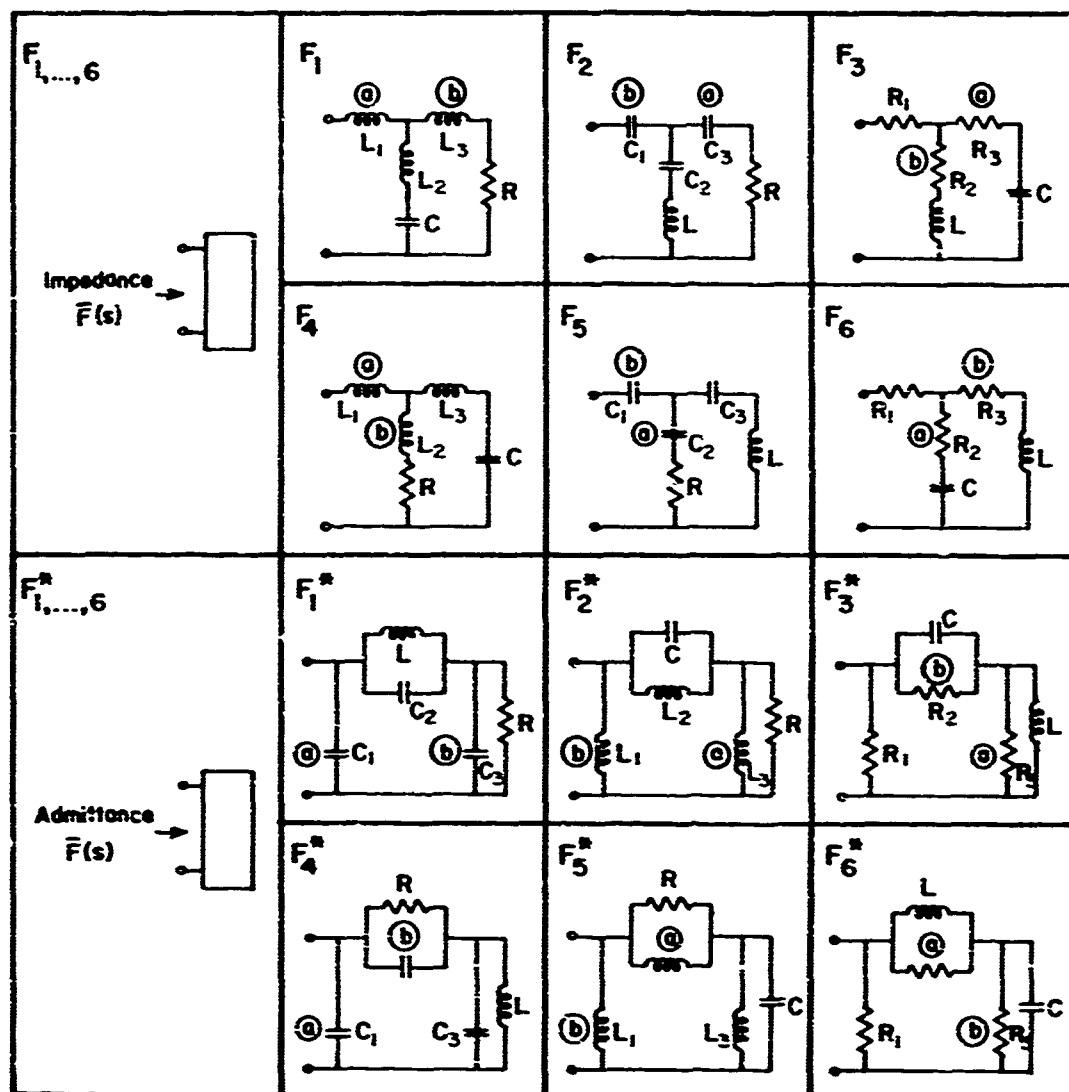 F1,...,6
Impedance
F̄(s)
F1
ⓐ ⓑ
L1 L3
L2
C
R
F2
ⓑ ⓐ
C1 C3
C2
L
R
F3
R1 ⓐ
ⓑ R3
R2
L
C
F4
ⓐ
L1 L3
ⓑ L2
R
C
F5
ⓑ
C1 C3
ⓐ C2
R
L
F6
ⓑ
R1 R3
ⓐ R2
C
L
F*1,...,6
Admittance
F̄(s)
F1*
L
C2
ⓐ C1
ⓑ C3
R
F2*
C
L2
ⓑ L1
ⓐ L3
R
F3*
C
ⓑ
R2
R1
ⓐ
L
F4*
R
ⓑ
ⓐ C1
C3
L
F5*
R
ⓐ
ⓑ L1
C
F6*
L
ⓐ
R1
ⓑ
C